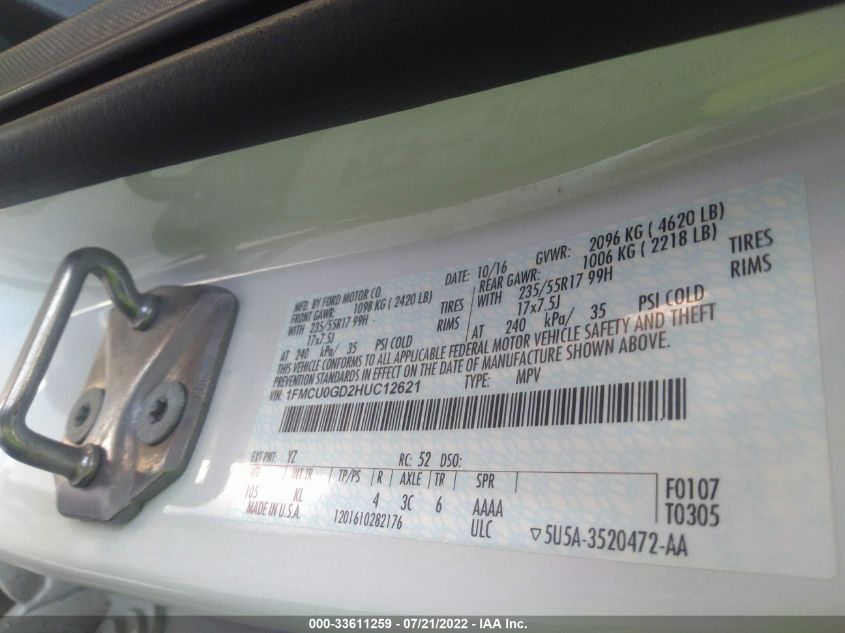 MFD. BY FORD MOTOR CO. DATE: 10/16 GVWR: 2096 KG ( 4620 LB)
FRONT GAWR: 1098 KG ( 2420 LB) REAR GAWR: 1006 KG ( 2218 LB)
WITH 235/55R17 99H TIRES WITH 235/55R17 99H TIRES
17x7.5J RIMS 17x7.5J RIMS
AT 240 kPa/ 35 PSI COLD AT 240 kPa/ 35 PSI COLD
THIS VEHICLE CONFORMS TO ALL APPLICABLE FEDERAL MOTOR VEHICLE SAFETY AND THEFT
PREVENTION STANDARDS IN EFFECT ON THE DATE OF MANUFACTURE SHOWN ABOVE.
VIN: 1FMCU0GD2HUC12621 TYPE: MPV
EXT PNT: YZ RC: 52 DSO:
WB INT TR TP/PS R AXLE TR SPR
105 KL 4 3C 6 AAAA F0107
MADE IN U.S.A. 1201610282176 ULC T0305
▽5U5A-3520472-AA
000-33611259 - 07/21/2022 - IAA Inc.